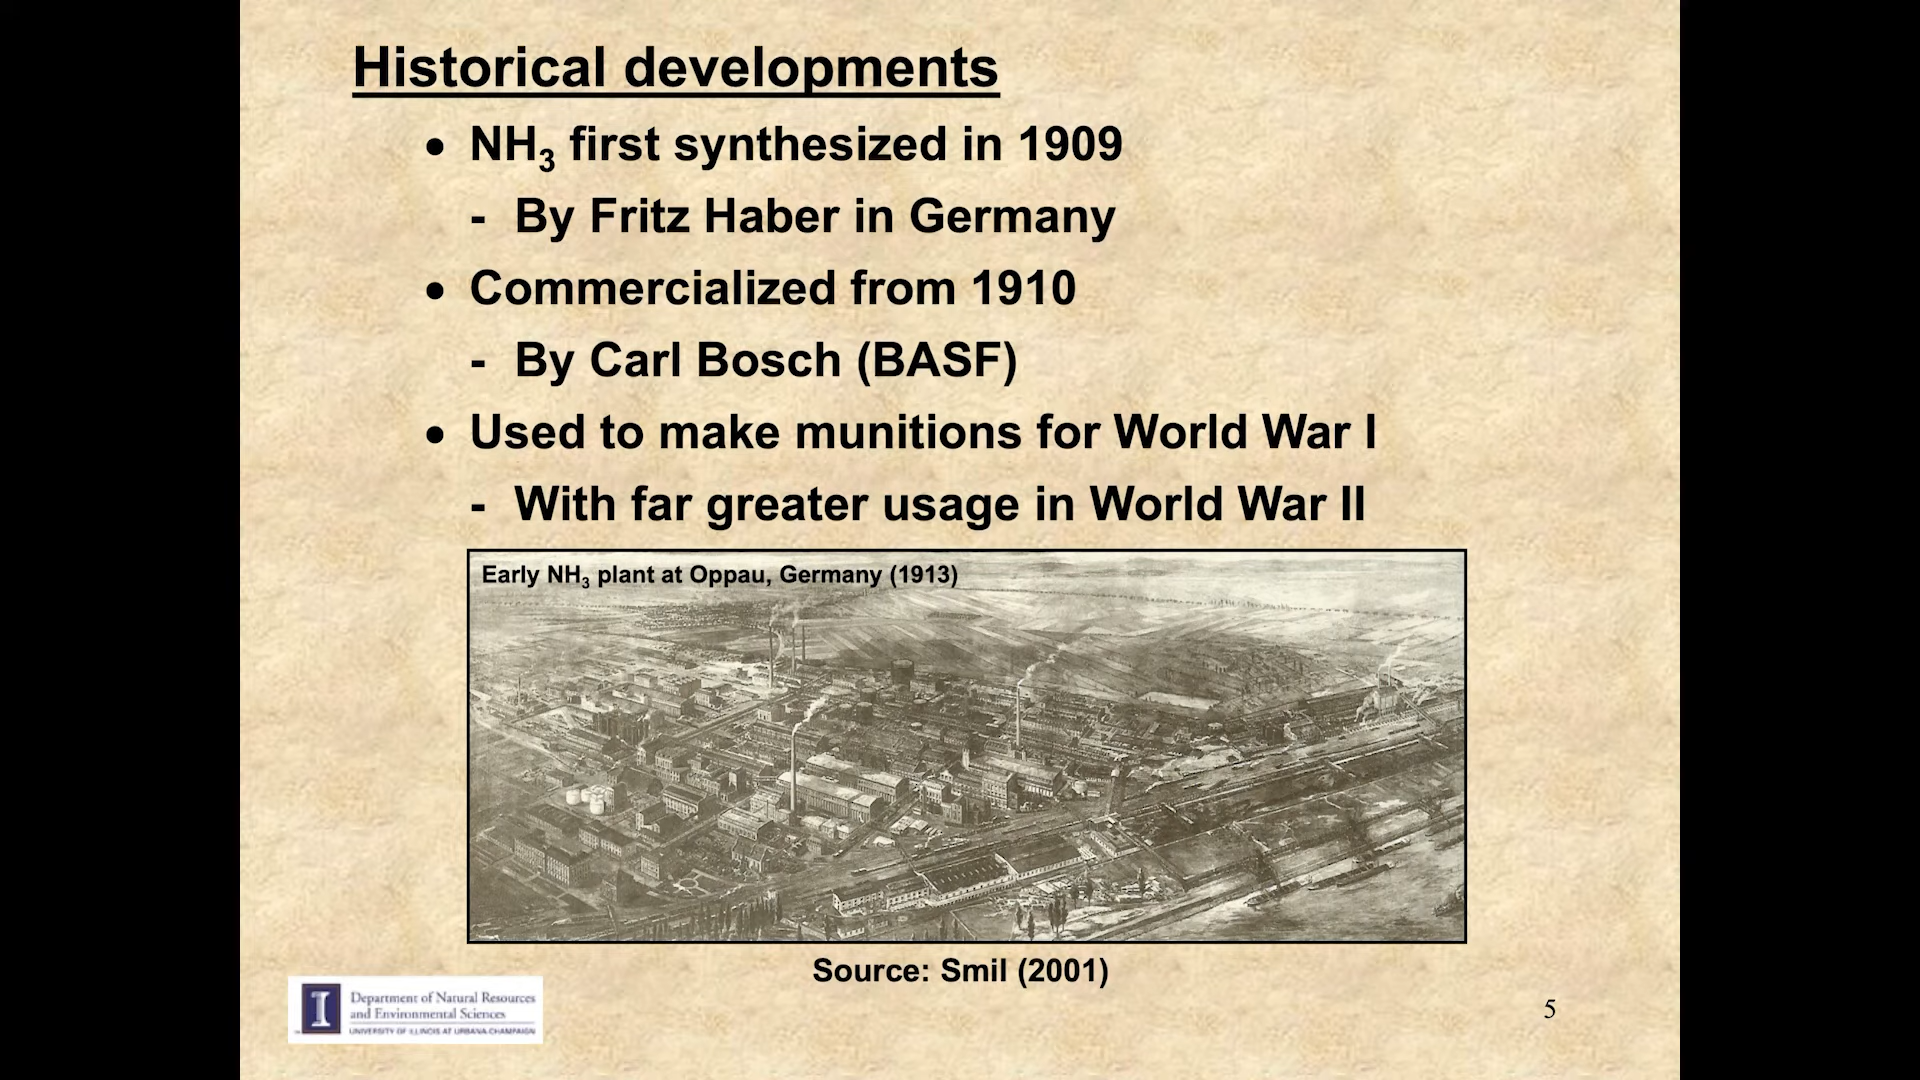 Historical developments
• NH₃ first synthesized in 1909
- By Fritz Haber in Germany
• Commercialized from 1910
- By Carl Bosch (BASF)
• Used to make munitions for World War I
- With far greater usage in World War II
Early NH₃ plant at Oppau, Germany (1913)
Source: Smil (2001)
I
Department of Natural Resources
and Environmental Sciences
UNIVERSITY OF ILLINOIS AT URBANA-CHAMPAIGN
5